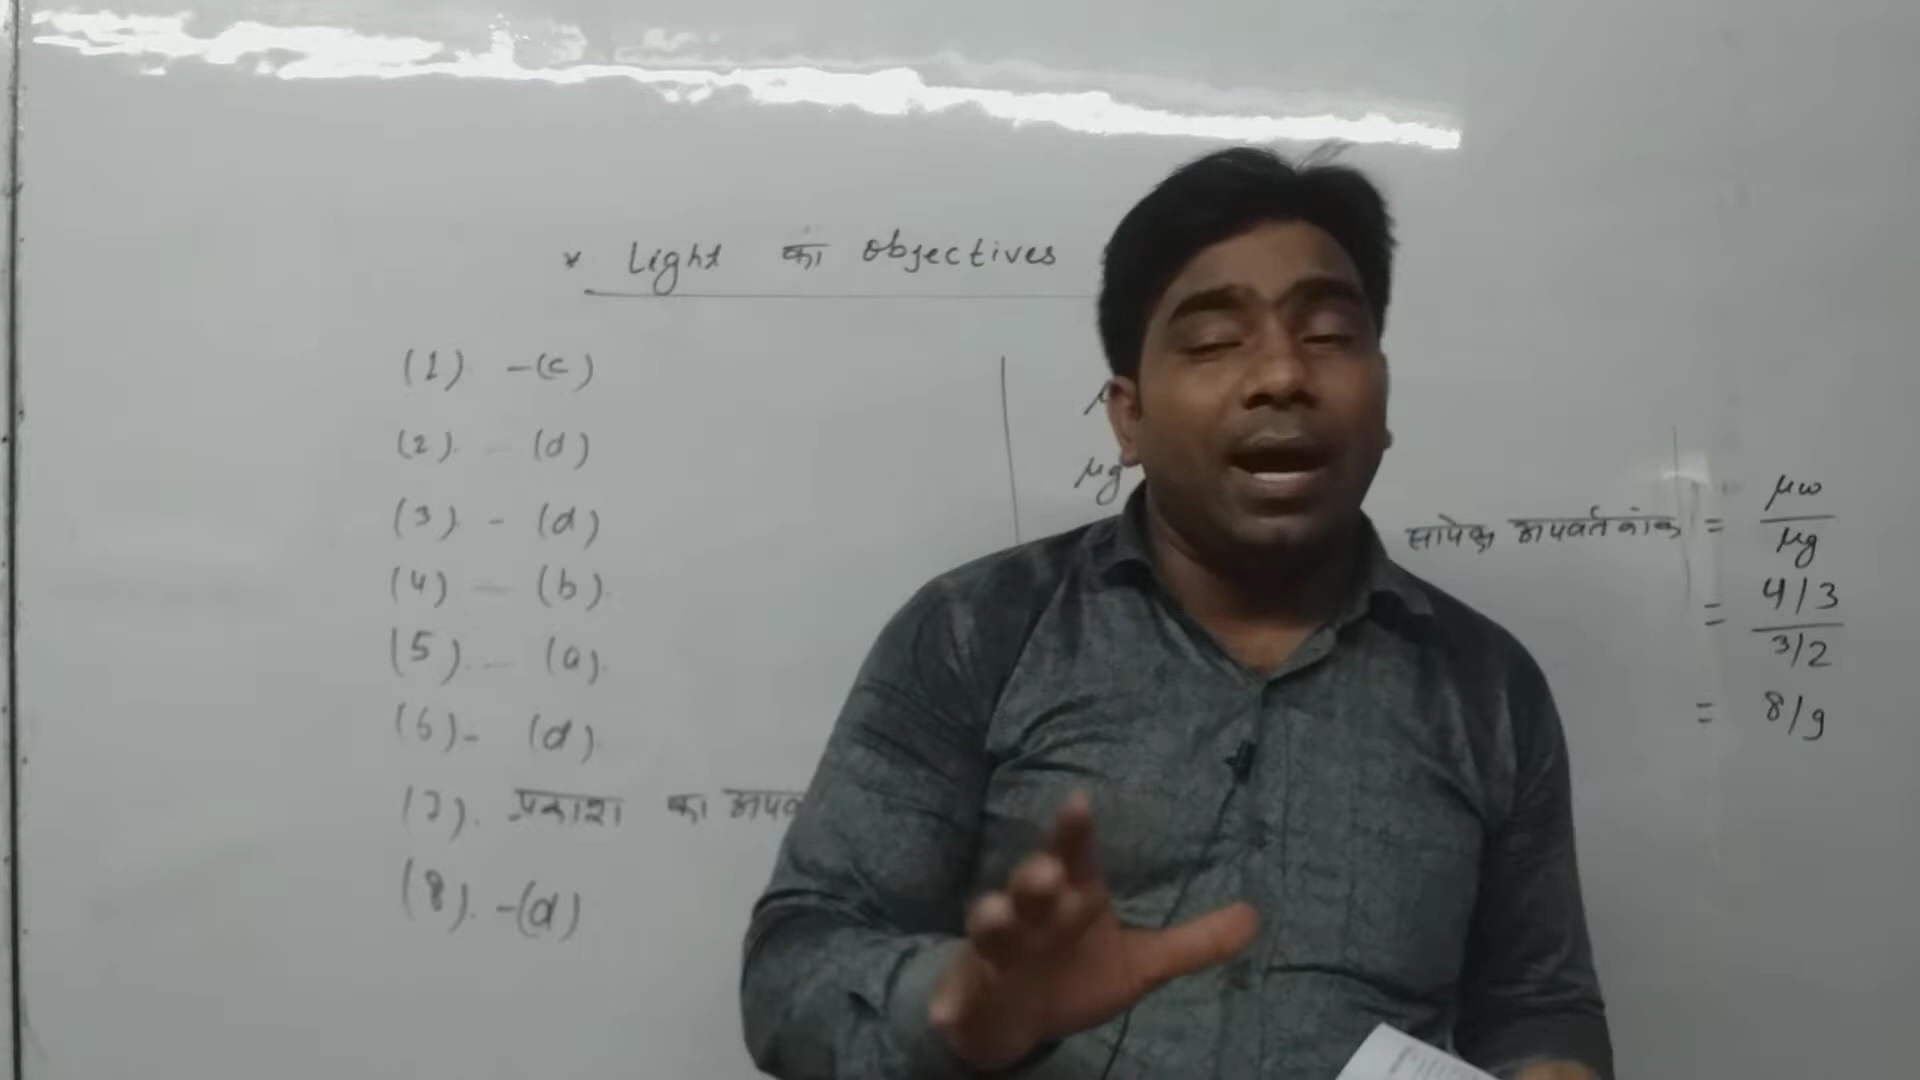 * Light का objectives
(1) - (c)
(2) - (d)
(3) - (d)
(4) - (b)
(5) - (a)
(6) - (d)
(7). प्रकाश का
(8). - (d)
μg
सापेक्ष अपवर्तनांक = μw / μg
= 4/3 / 3/2
= 8/9